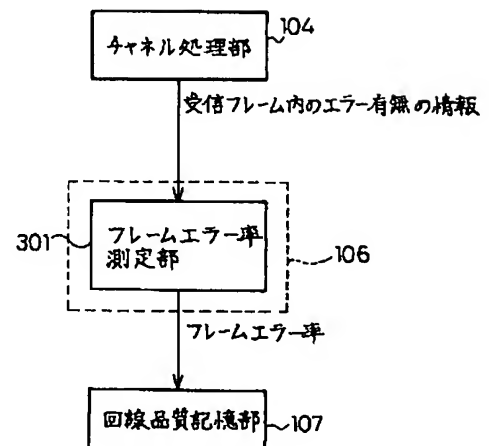 チャネル処理部
104
受信フレーム内のエラー有無の情報
301
フレームエラー率
測定部
106
フレームエラー率
回線品質記憶部
107